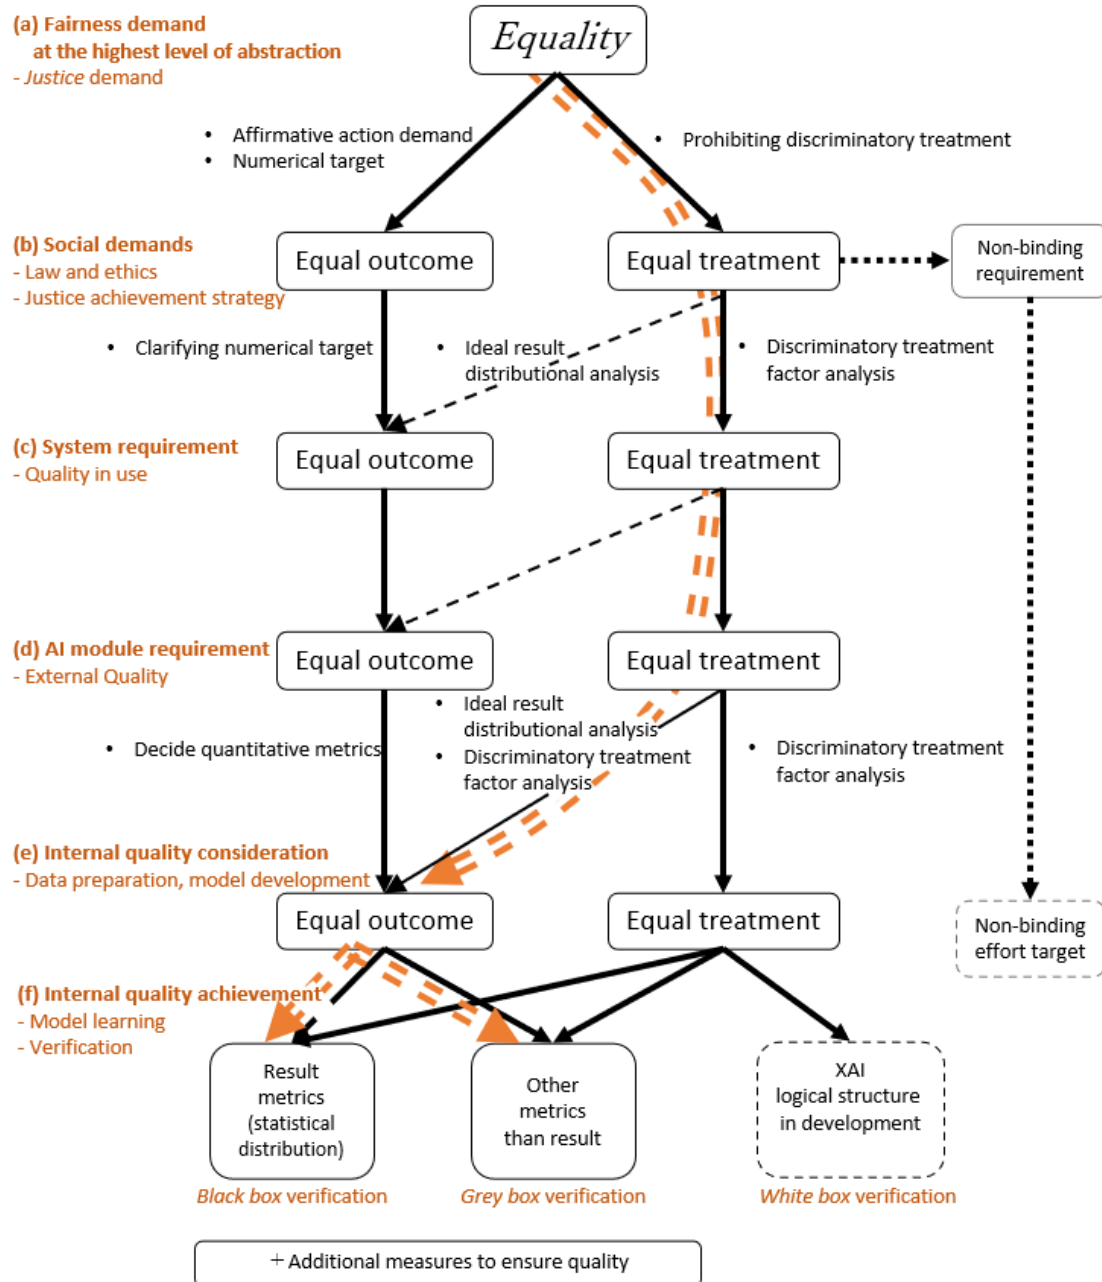 (a) Fairness demand
at the highest level of abstraction
- Justice demand
Equality
• Affirmative action demand
• Numerical target
• Prohibiting discriminatory treatment
(b) Social demands
- Law and ethics
- Justice achievement strategy
Equal outcome
Equal treatment
Non-binding
requirement
• Clarifying numerical target
• Ideal result
distributional analysis
• Discriminatory treatment
factor analysis
(c) System requirement
- Quality in use
Equal outcome
Equal treatment
(d) AI module requirement
- External Quality
Equal outcome
Equal treatment
• Decide quantitative metrics
• Ideal result
distributional analysis
• Discriminatory treatment
factor analysis
• Discriminatory treatment
factor analysis
(e) Internal quality consideration
- Data preparation, model development
Equal outcome
Equal treatment
Non-binding
effort target
(f) Internal quality achievement
- Model learning
- Verification
Result
metrics
(statistical
distribution)
Other
metrics
than result
XAI
logical structure
in development
Black box verification
Grey box verification
White box verification
+ Additional measures to ensure quality